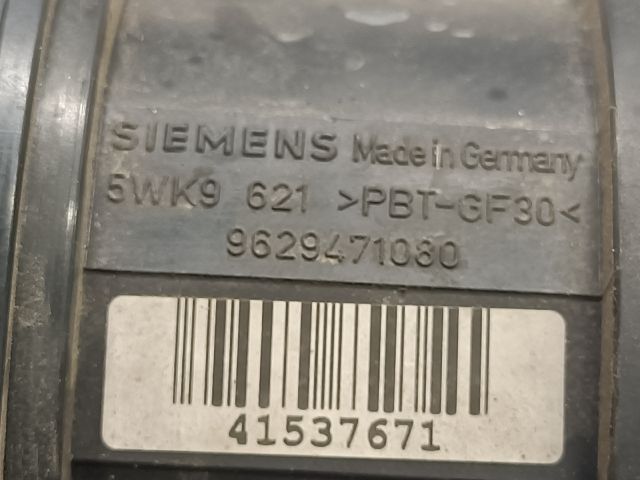 SIEMENS Made in Germany
5WK9 621 >PBT-GF30<
9629471080
41537671